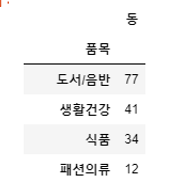 동
품목
도서/음반 77
생활건강 41
식품 34
패션의류 12